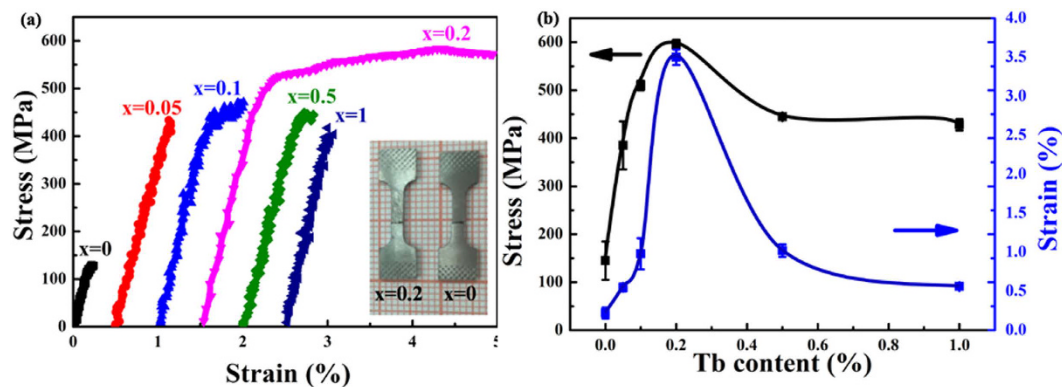 (a)
x=0.2
600
500
x=0.1
x=0.5
x=0.05
x=1
400
300
200
x=0
100
x=0.2
x=0
0
0
1
2
3
4
5
Stress (MPa)
Strain (%)
(b)
600
500
400
300
200
100
0
4.0
3.5
3.0
2.5
2.0
1.5
1.0
0.5
0.0
0.0
0.2
0.4
0.6
0.8
1.0
Stress (MPa)
Strain (%)
Tb content (%)